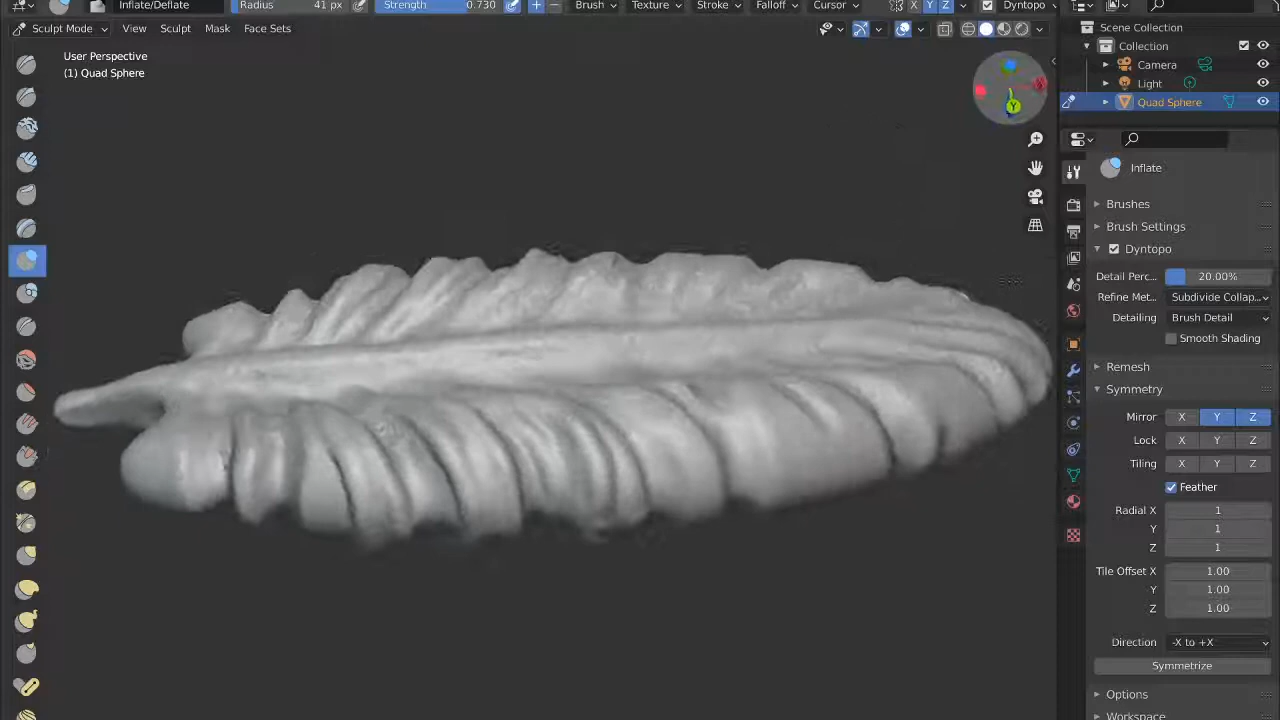 Inflate/Deflate Radius 41 px Strength 0.730 Brush Texture Stroke Falloff Cursor X Y Z Dyntopo
Sculpt Mode View Sculpt Mask Face Sets
User Perspective
(1) Quad Sphere
Y
Scene Collection
Collection
Camera
Light
Quad Sphere
Inflate
Brushes
Brush Settings
Dyntopo
Detail Perc... 20.00%
Refine Met... Subdivide Collap...
Detailing Brush Detail
Smooth Shading
Remesh
Symmetry
Mirror X Y Z
Lock X Y Z
Tiling X Y Z
Feather
Radial X 1
Y 1
Z 1
Tile Offset X 1.00
Y 1.00
Z 1.00
Direction -X to +X
Symmetrize
Options
Workspace